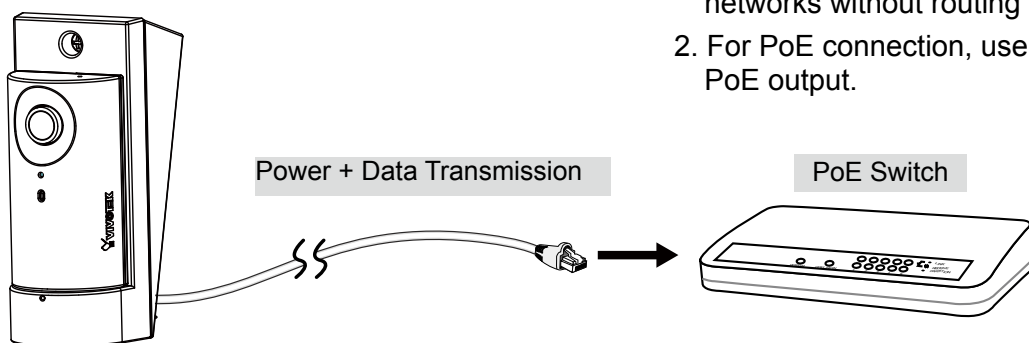 networks without routing
2. For PoE connection, use
PoE output.
Power + Data Transmission
PoE Switch
VIVOTEK